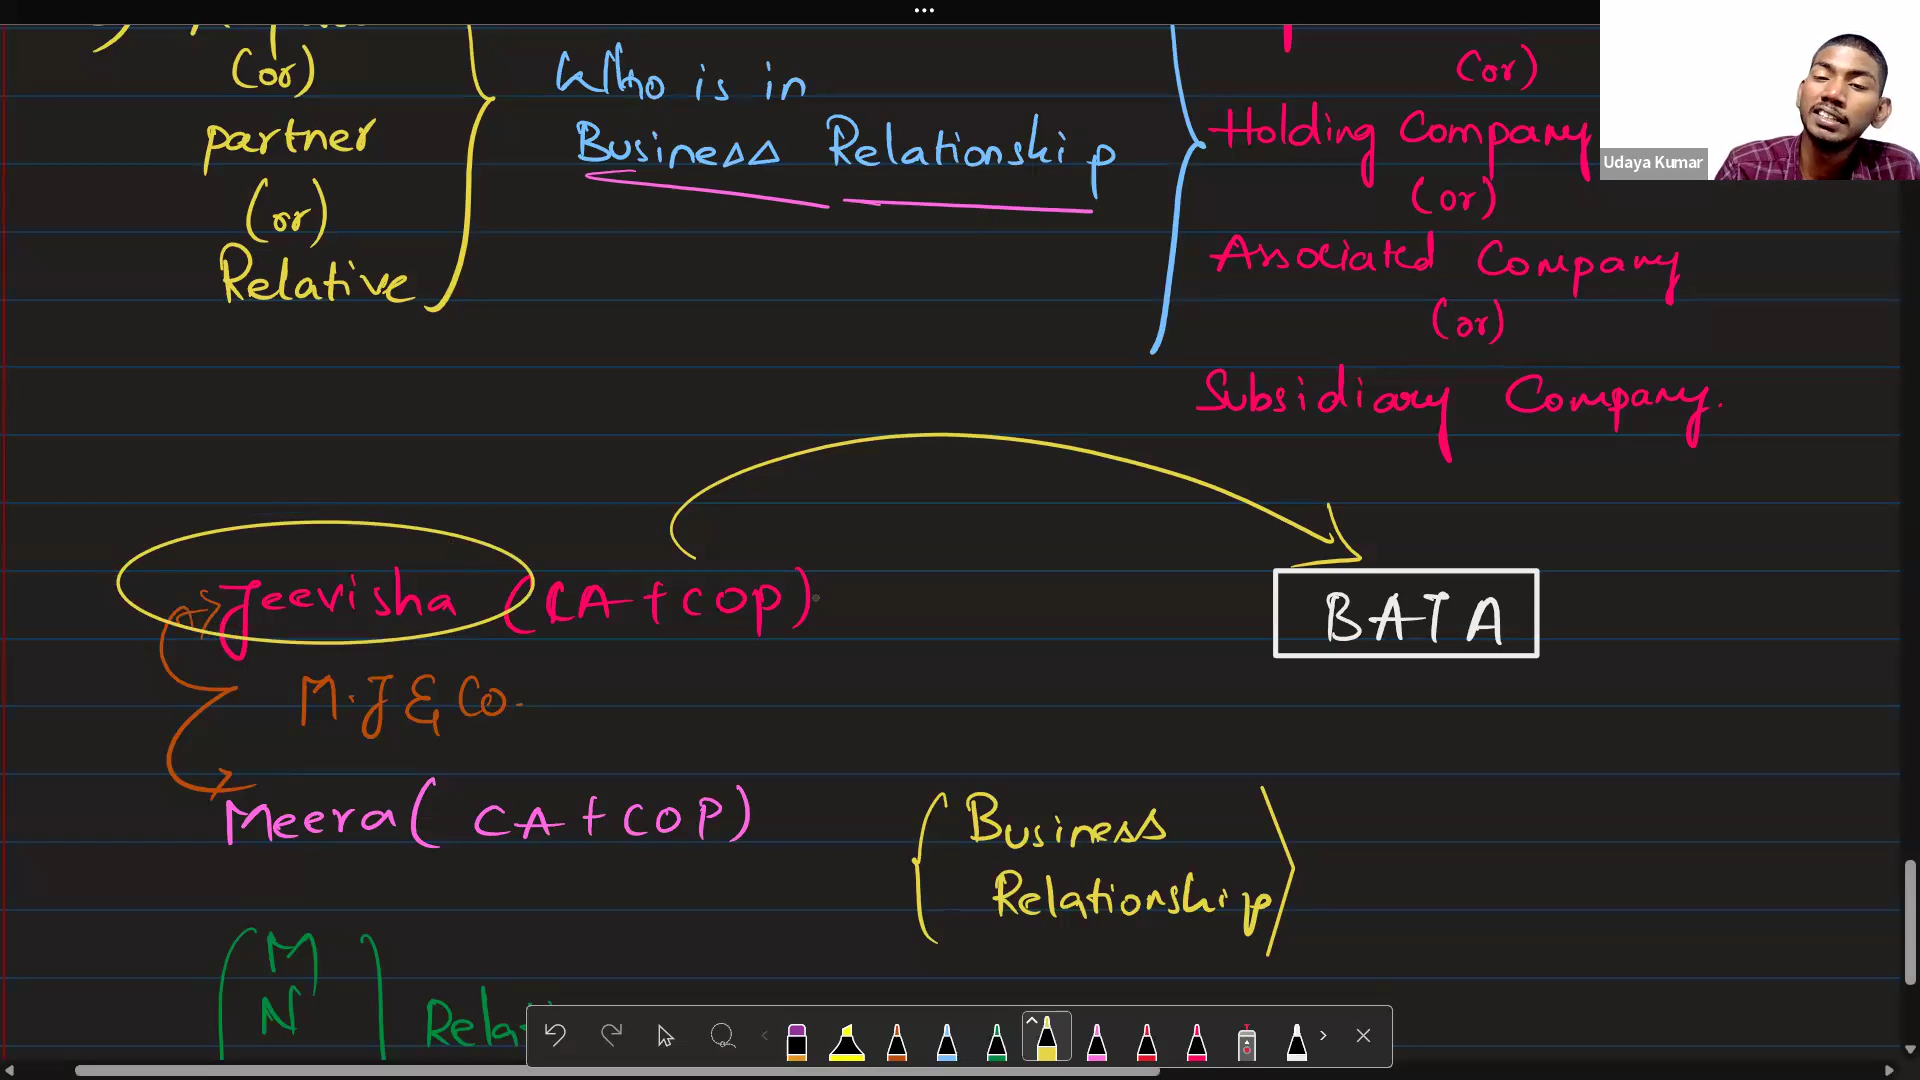 (or)
partner
(or)
Relative
Who is in
Business Relationship
(or)
Holding Company
(or)
Associated Company
(or)
Subsidiary Company.
Udaya Kumar
Jeevisha (CA + COP)
BATA
M.J & Co.
Meera (CA + COP)
Business
Relationship
M
N